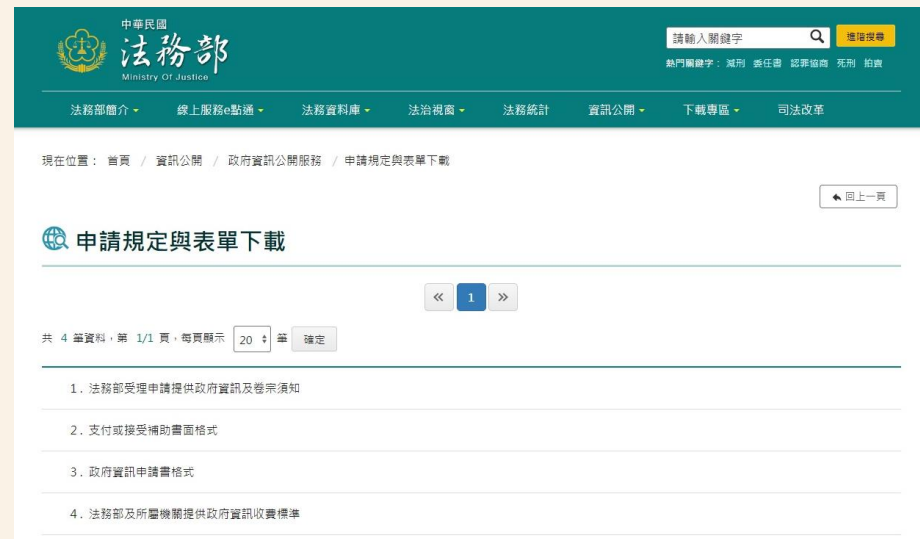 中華民國
法務部
Ministry Of Justice
請輸入關鍵字
進階搜尋
熱門關鍵字: 減刑 委任書 認罪協商 死刑 拍賣
法務部簡介 線上服務e點通 法務資料庫 法治視窗 法務統計 資訊公開 下載專區 司法改革
現在位置: 首頁 / 資訊公開 / 政府資訊公開服務 / 申請規定與表單下載
回上一頁
申請規定與表單下載
« 1 »
共 4 筆資料,第 1/1 頁,每頁顯示 20 筆 確定
1. 法務部受理申請提供政府資訊及卷宗須知
2. 支付或接受補助書面格式
3. 政府資訊申請書格式
4. 法務部及所屬機關提供政府資訊收費標準